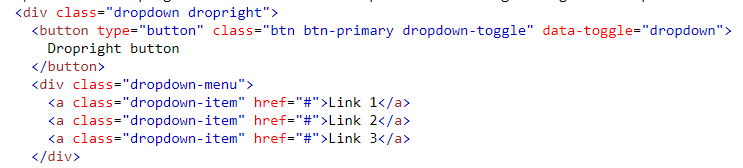 <div class="dropdown dropright">
<button type="button" class="btn btn-primary dropdown-toggle" data-toggle="dropdown">
Dropright button
</button>
<div class="dropdown-menu">
<a class="dropdown-item" href="#">Link 1</a>
<a class="dropdown-item" href="#">Link 2</a>
<a class="dropdown-item" href="#">Link 3</a>
</div>